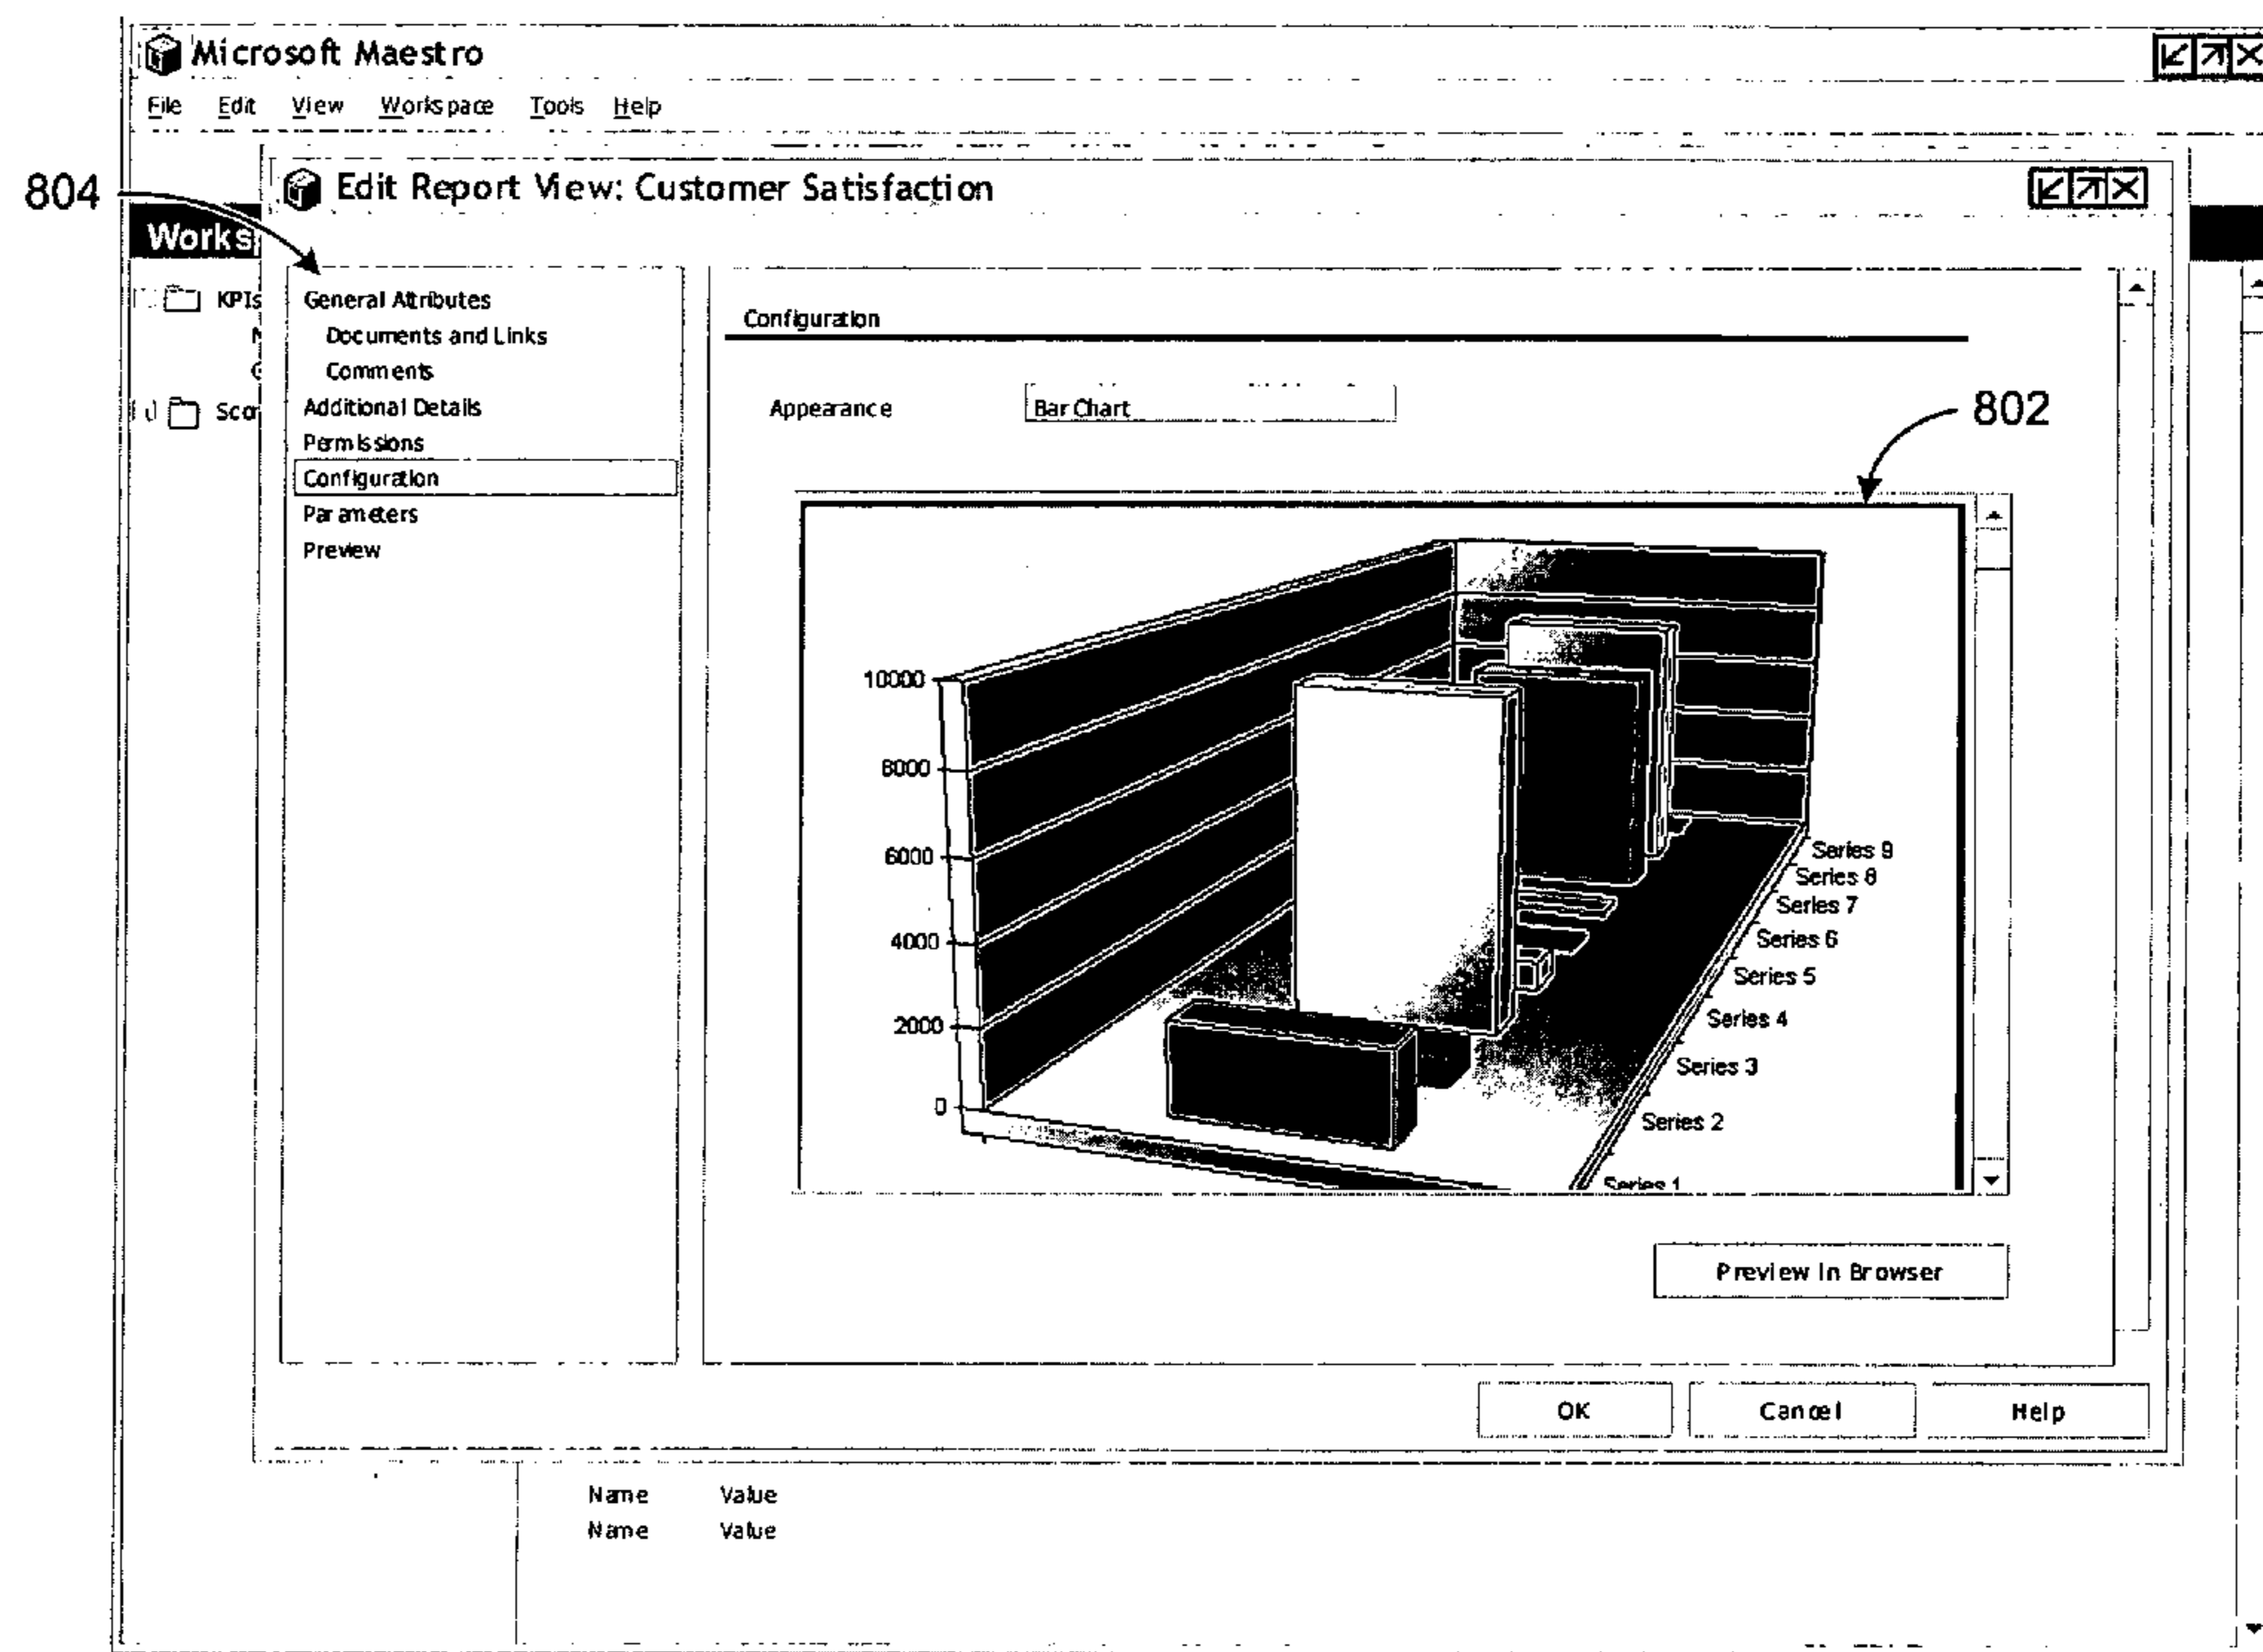 Microsoft Maestro
File Edit View Workspace Tools Help
804
Edit Report View: Customer Satisfaction
Works
KPIs
General Attributes
Documents and Links
Comments
Additional Details
Permissions
Configuration
Parameters
Preview
Scor
Configuration
Appearance Bar Chart
802
10000
8000
6000
4000
2000
0
Series 9
Series 8
Series 7
Series 6
Series 5
Series 4
Series 3
Series 2
Series 1
Preview In Browser
OK Cancel Help
Name Value
Name Value